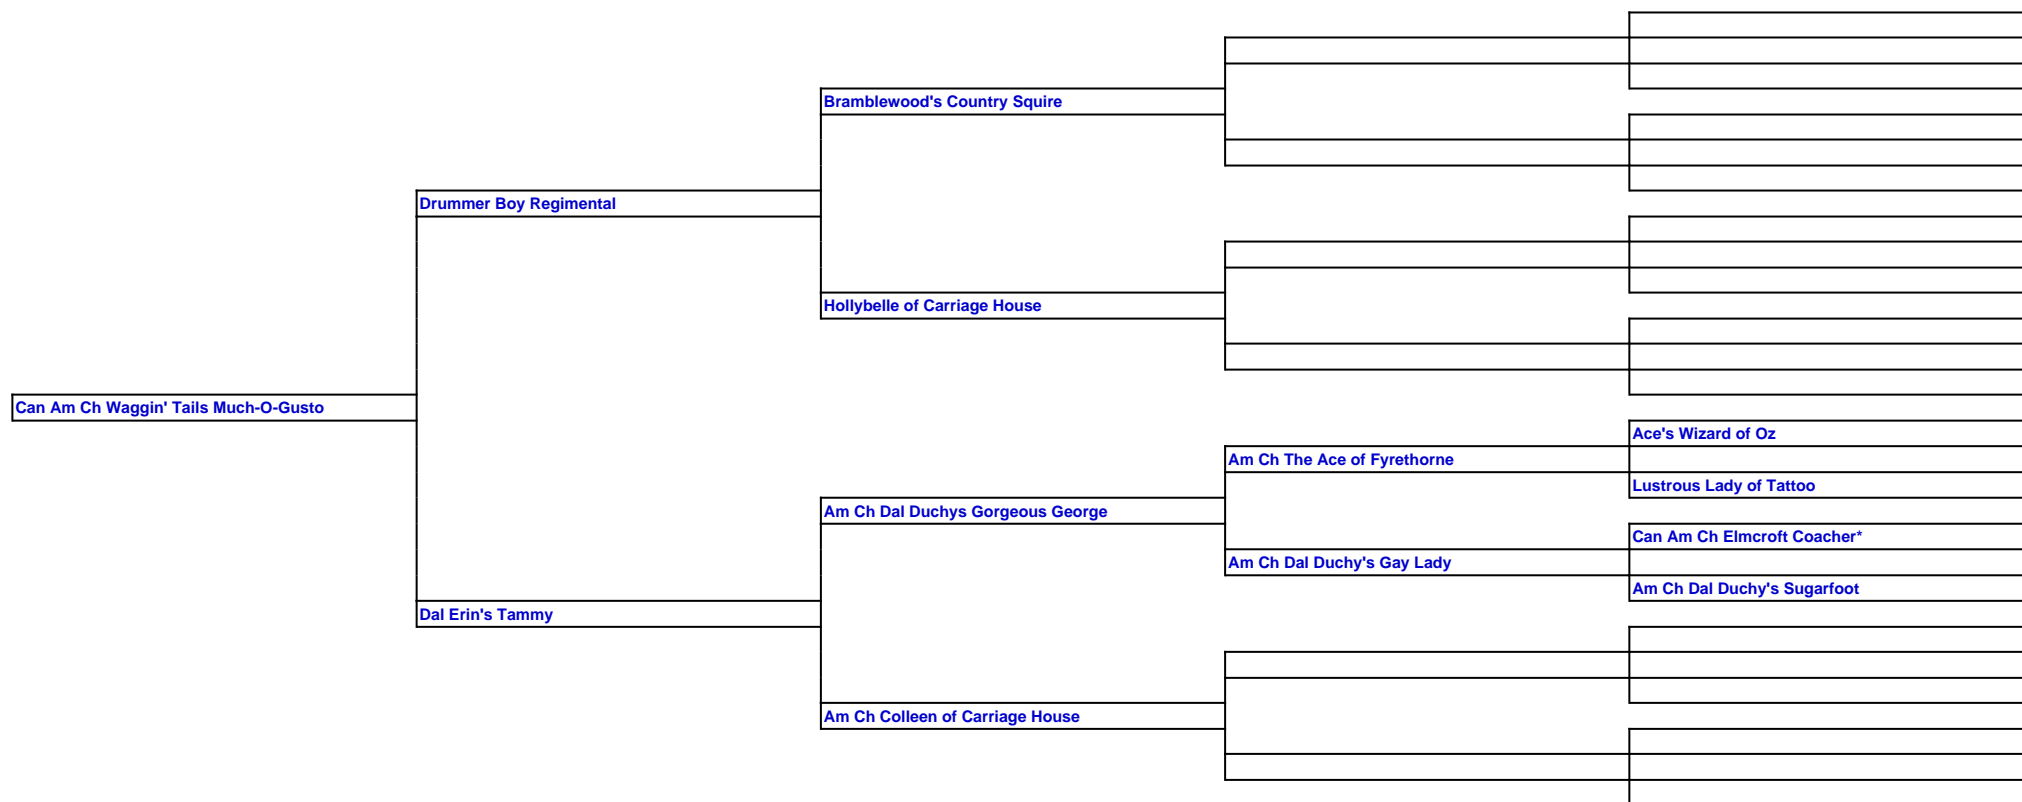 Bramblewood's Country Squire
Drummer Boy Regimental
Hollybelle of Carriage House
Can Am Ch Waggin' Tails Much-O-Gusto
Ace's Wizard of Oz
Am Ch The Ace of Fyrethorne
Lustrous Lady of Tattoo
Am Ch Dal Duchys Gorgeous George
Can Am Ch Elmcroft Coacher*
Am Ch Dal Duchy's Gay Lady
Am Ch Dal Duchy's Sugarfoot
Dal Erin's Tammy
Am Ch Colleen of Carriage House